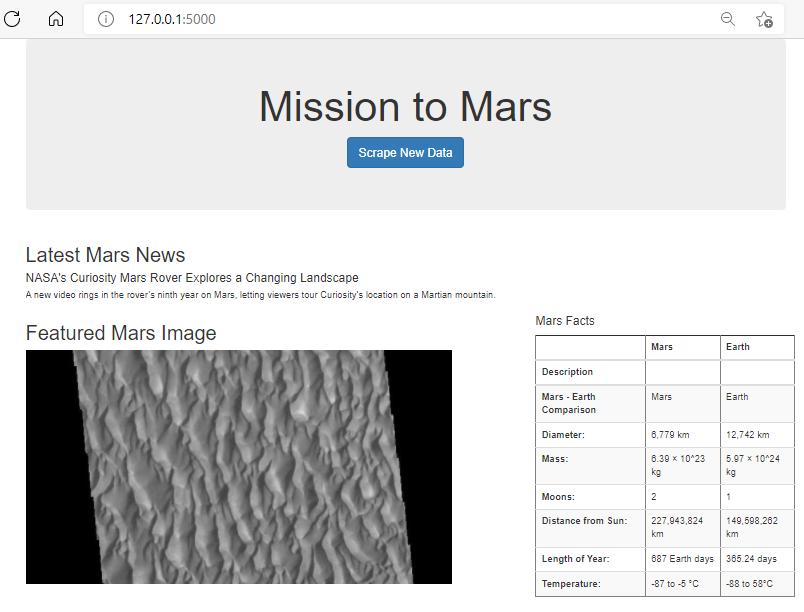 127.0.0.1:5000
Mission to Mars
Scrape New Data
Latest Mars News
NASA's Curiosity Mars Rover Explores a Changing Landscape
A new video rings in the rover's ninth year on Mars, letting viewers tour Curiosity's location on a Martian mountain.
Featured Mars Image
Mars Facts
Mars Earth
Description
Mars - Earth Comparison Mars Earth
Diameter: 6,779 km 12,742 km
Mass: 6.39 × 10^23 kg 5.97 × 10^24 kg
Moons: 2 1
Distance from Sun: 227,943,824 km 149,598,262 km
Length of Year: 687 Earth days 365.24 days
Temperature: -87 to -5 °C -88 to 58°C